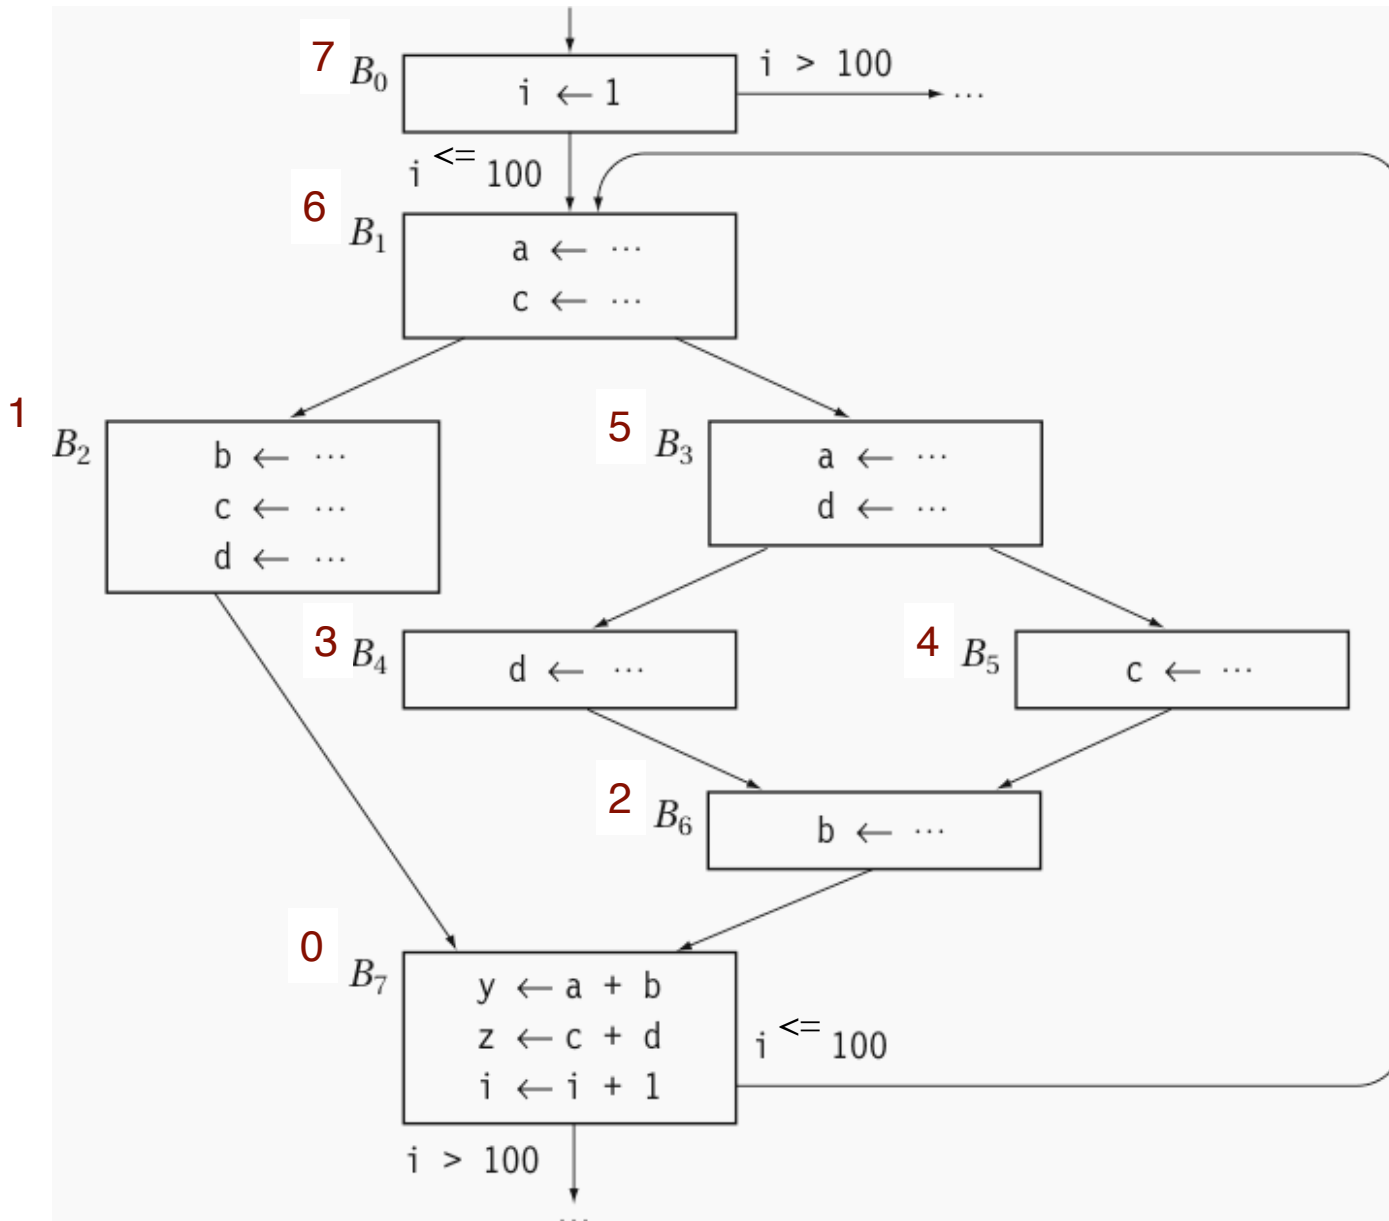 7 B0 i ← 1 i > 100 ...
i <= 100
6 B1 a ← ...
c ← ...
1 B2 b ← ...
c ← ...
d ← ...
5 B3 a ← ...
d ← ...
3 B4 d ← ...
4 B5 c ← ...
2 B6 b ← ...
0 B7 y ← a + b
z ← c + d
i ← i + 1
i <= 100
i > 100
...